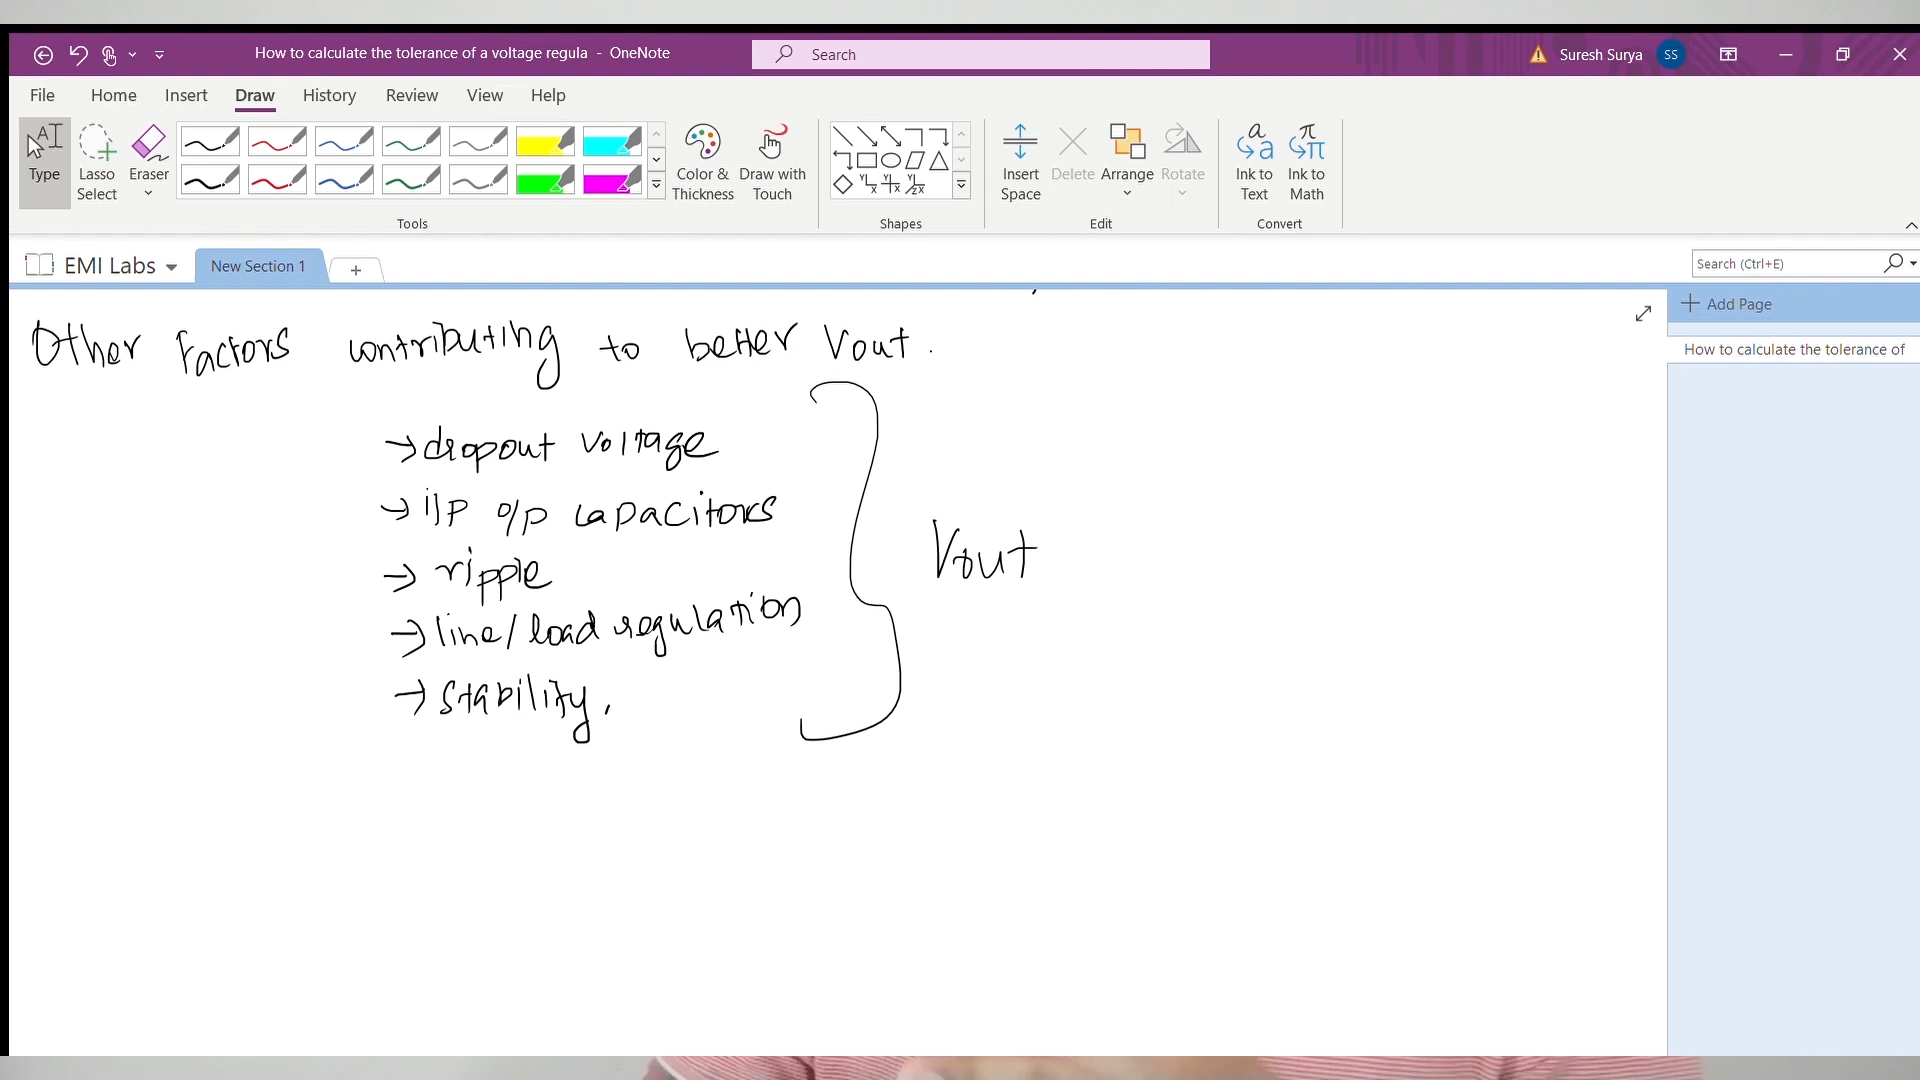 How to calculate the tolerance of a voltage regula - OneNote
Search
Suresh Surya
SS
File Home Insert Draw History Review View Help
Type
Lasso Select
Eraser
Color & Thickness
Draw with Touch
Insert Space
Delete
Arrange
Rotate
Ink to Text
Ink to Math
Tools Shapes Edit Convert
EMI Labs
New Section 1
+
Search (Ctrl+E)
Add Page
How to calculate the tolerance of
Other Factors contributing to better Vout.
→ dropout voltage
→ i/p o/p capacitors
→ ripple
→ line/load regulation
→ stability.
Vout